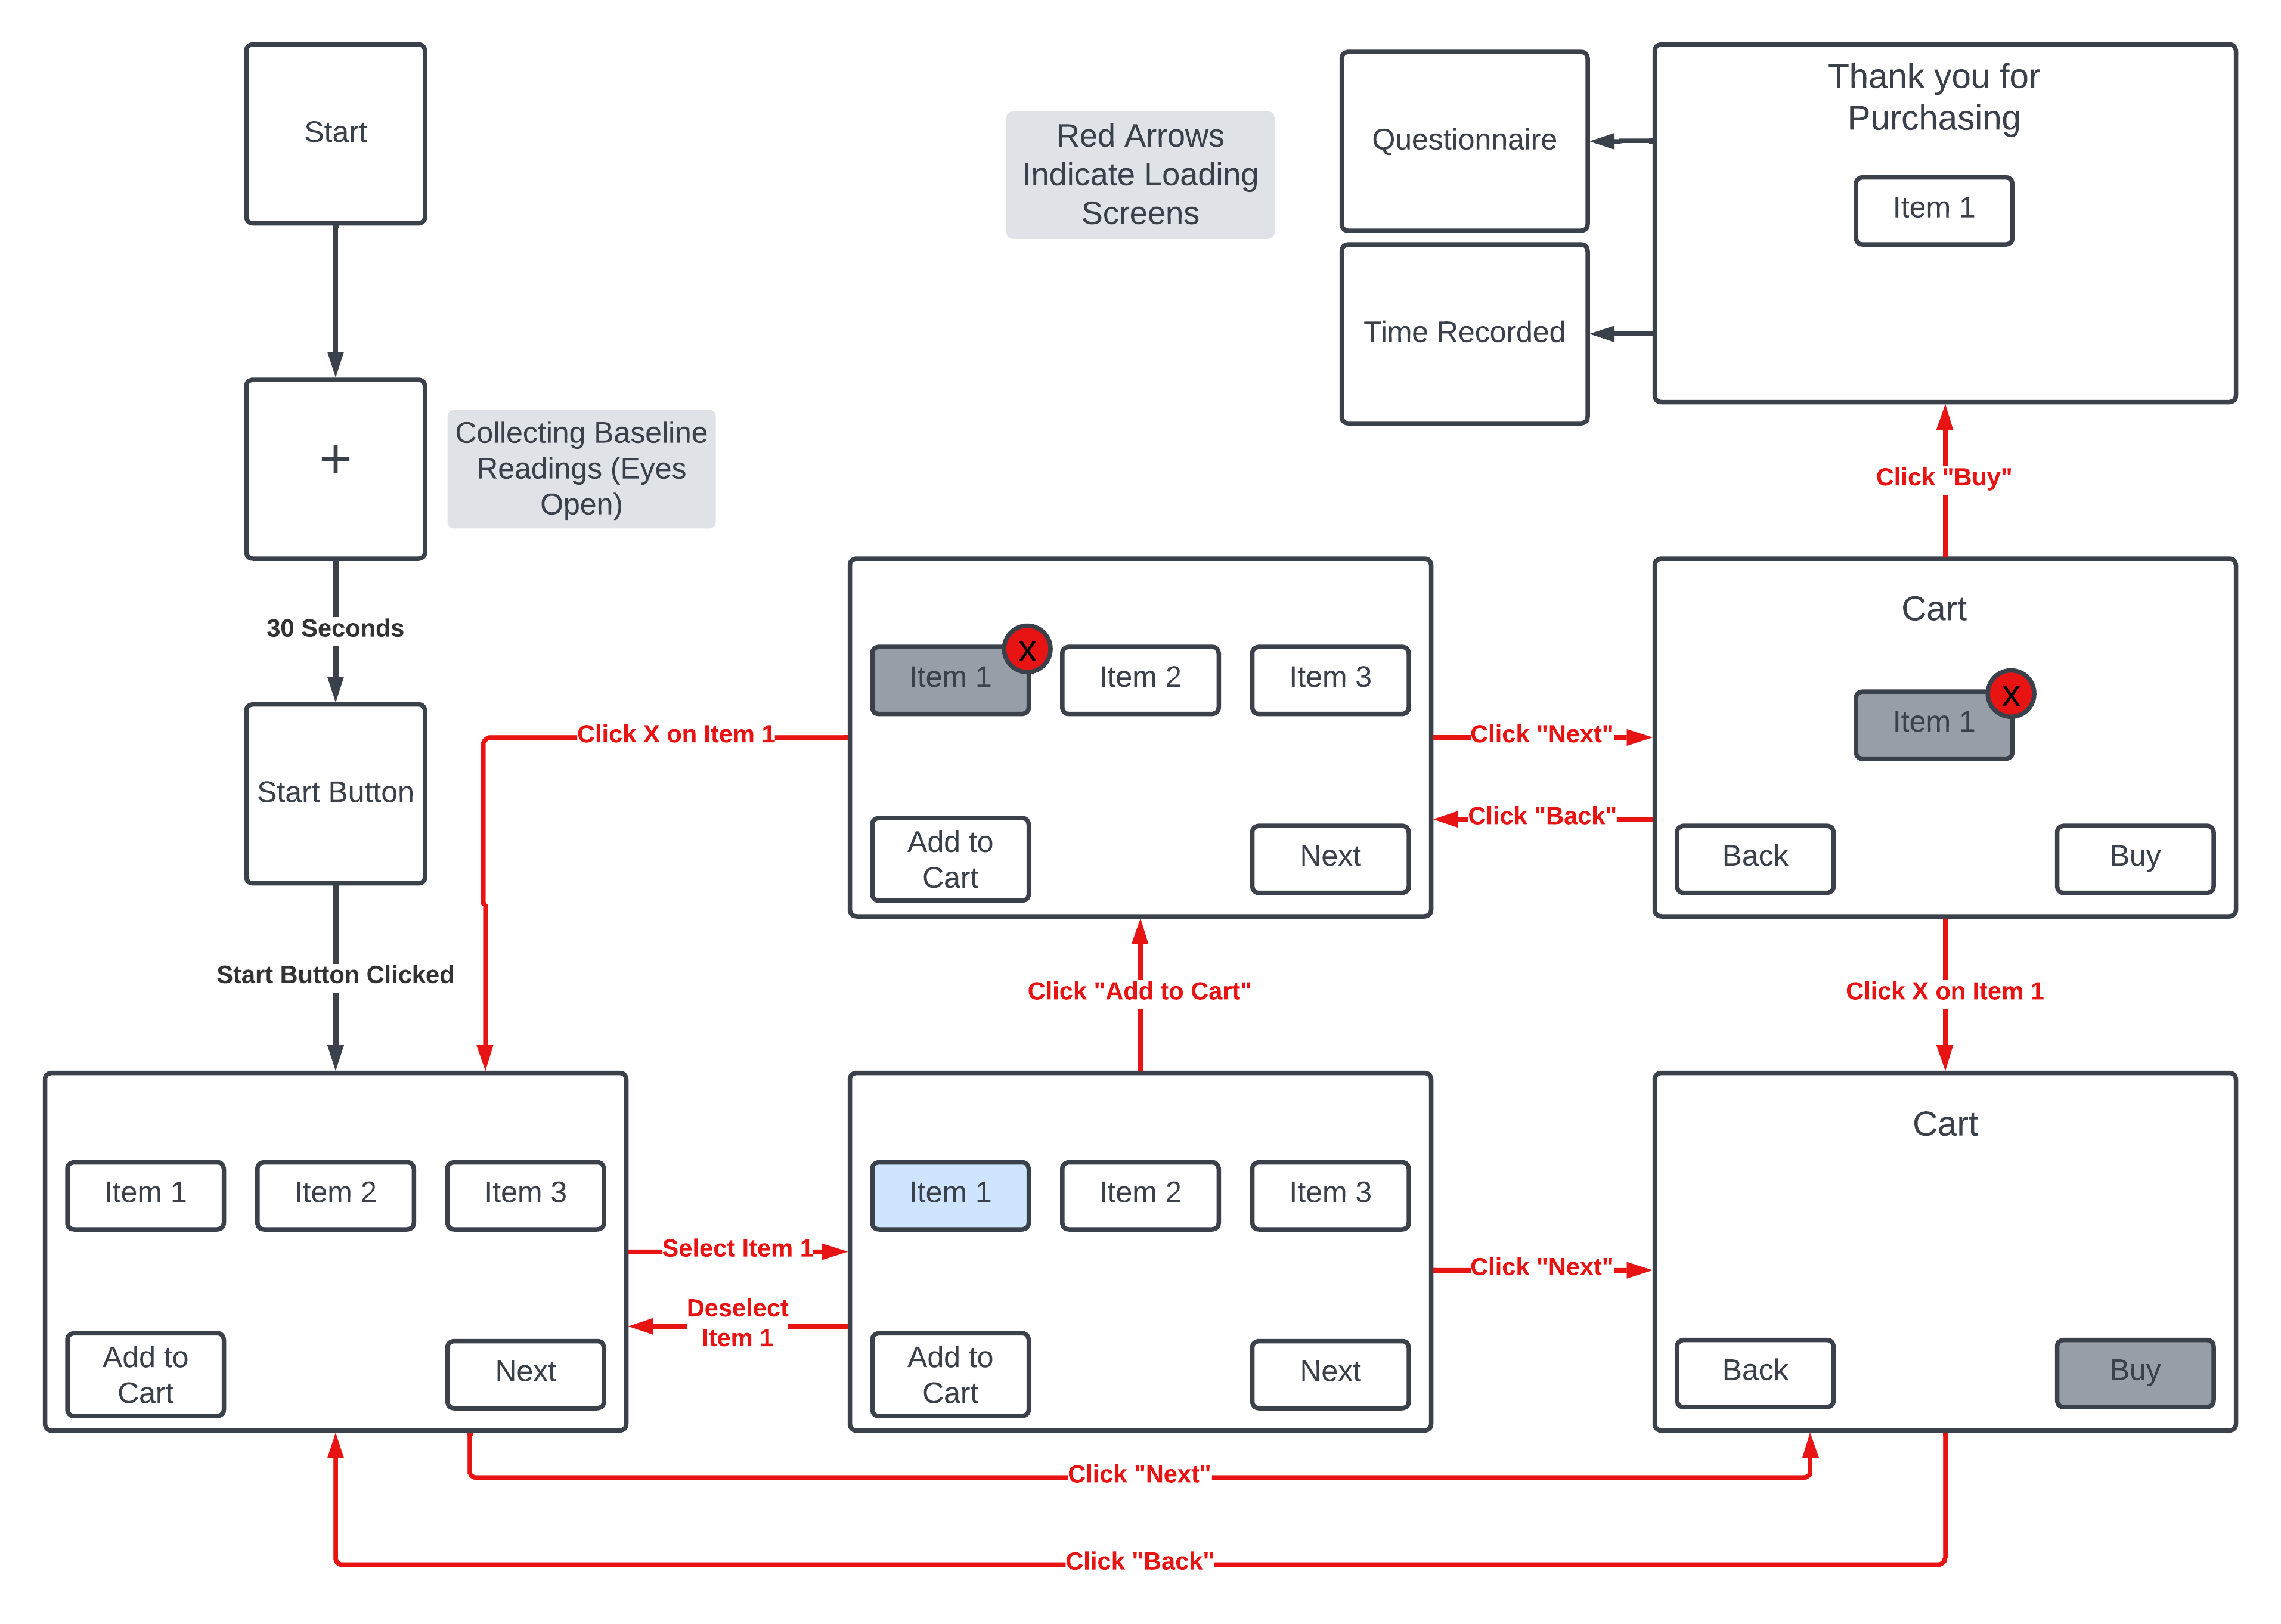 Start
+
Collecting Baseline
Readings (Eyes
Open)
30 Seconds
Start Button
Start Button Clicked
Red Arrows
Indicate Loading
Screens
Questionnaire
Time Recorded
Thank you for
Purchasing
Item 1
Click "Buy"
Item 1
X
Item 2
Item 3
Add to
Cart
Next
Click X on Item 1
Click "Next"
Click "Back"
Cart
Item 1
X
Back
Buy
Click "Add to Cart"
Click X on Item 1
Item 1
Item 2
Item 3
Add to
Cart
Next
Select Item 1
Deselect
Item 1
Item 1
Item 2
Item 3
Add to
Cart
Next
Click "Next"
Cart
Back
Buy
Click "Next"
Click "Back"